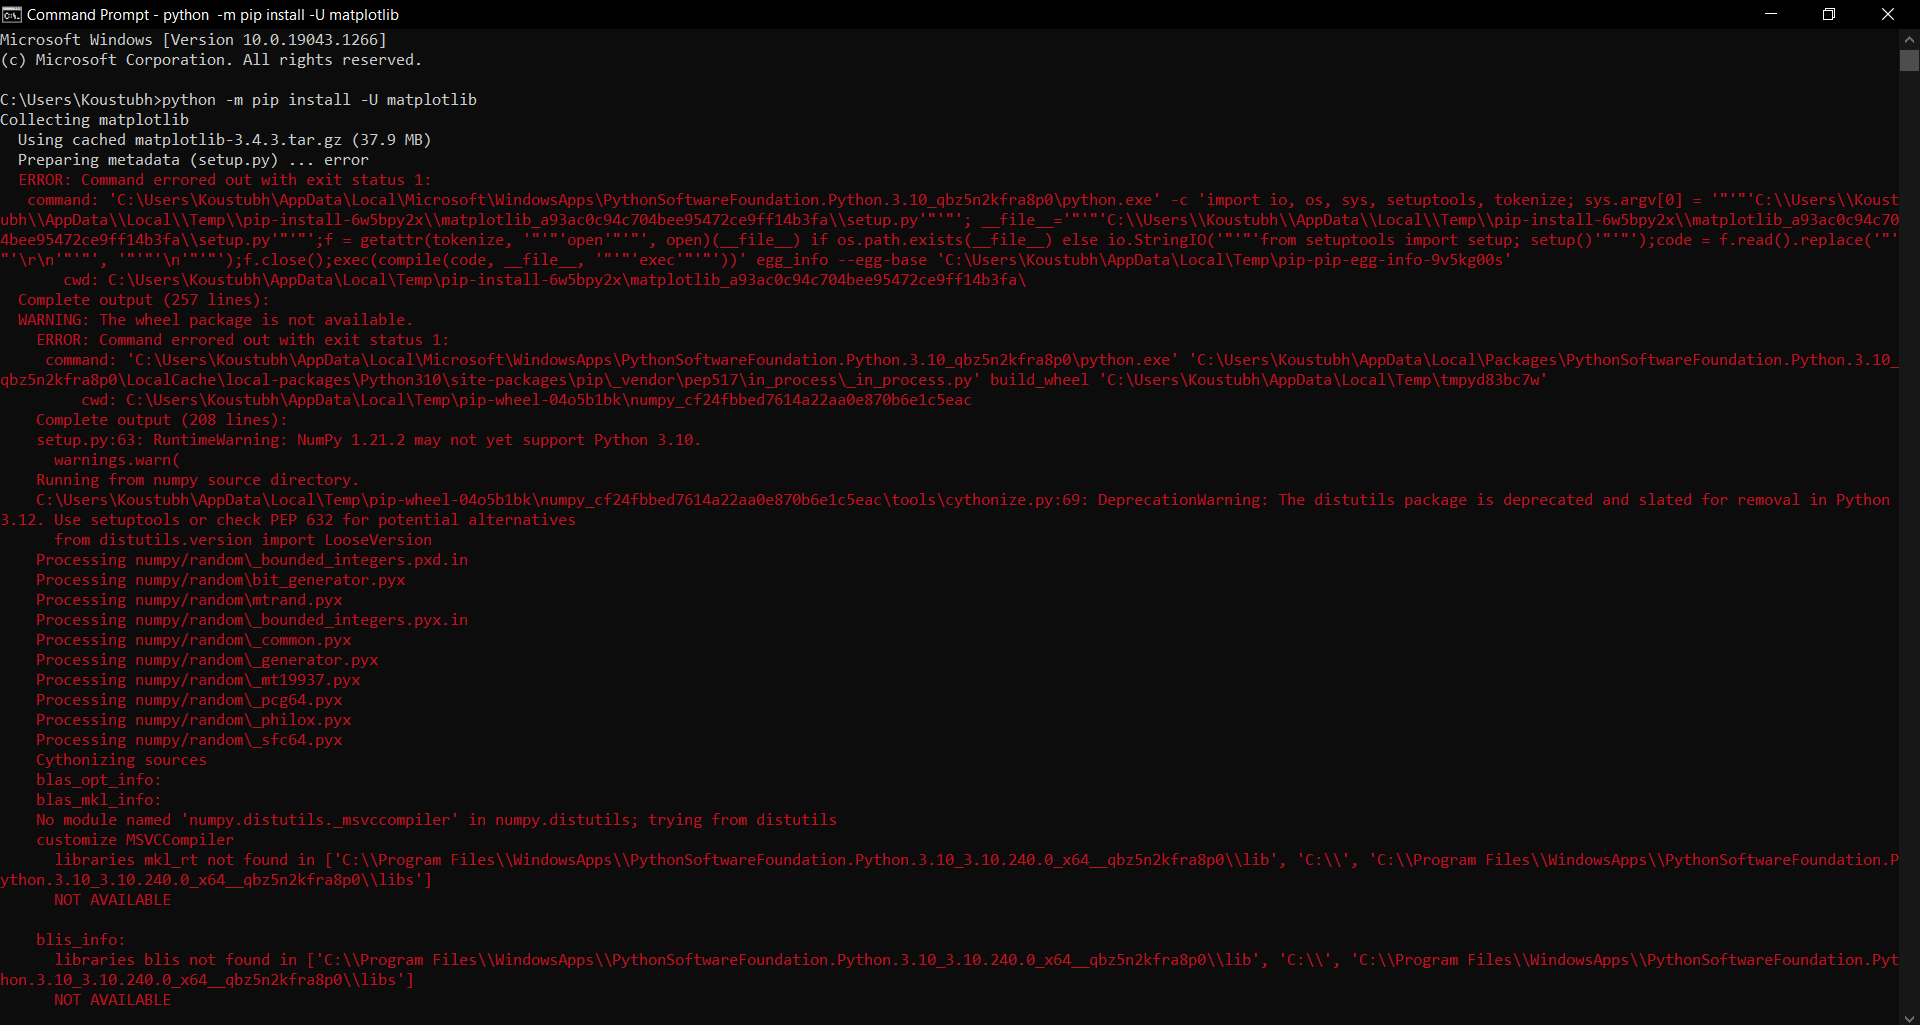 Command Prompt - python  -m pip install -U matplotlib
Microsoft Windows [Version 10.0.19043.1266]
(c) Microsoft Corporation. All rights reserved.
C:\Users\Koustubh>python -m pip install -U matplotlib
Collecting matplotlib
  Using cached matplotlib-3.4.3.tar.gz (37.9 MB)
  Preparing metadata (setup.py) ... error
  ERROR: Command errored out with exit status 1:
   command: 'C:\Users\Koustubh\AppData\Local\Microsoft\WindowsApps\PythonSoftwareFoundation.Python.3.10_qbz5n2kfra8p0\python.exe' -c 'import io, os, sys, setuptools, tokenize; sys.argv[0] = '"'"'C:\\Users\\Koust
ubh\\AppData\\Local\\Temp\\pip-install-6w5bpy2x\\matplotlib_a93ac0c94c704bee95472ce9ff14b3fa\\setup.py'"'"'; __file__='"'"'C:\\Users\\Koustubh\\AppData\\Local\\Temp\\pip-install-6w5bpy2x\\matplotlib_a93ac0c94c70
4bee95472ce9ff14b3fa\\setup.py'"'"';f = getattr(tokenize, '"'"'open'"'"', open)(__file__) if os.path.exists(__file__) else io.StringIO('"'"'from setuptools import setup; setup()'"'"');code = f.read().replace('"'
"'\r\n'"'"', '"'"'\n'"'"');f.close();exec(compile(code, __file__, '"'"'exec'"'"'))' egg_info --egg-base 'C:\Users\Koustubh\AppData\Local\Temp\pip-pip-egg-info-9v5kg00s'
       cwd: C:\Users\Koustubh\AppData\Local\Temp\pip-install-6w5bpy2x\matplotlib_a93ac0c94c704bee95472ce9ff14b3fa\
  Complete output (257 lines):
  WARNING: The wheel package is not available.
    ERROR: Command errored out with exit status 1:
     command: 'C:\Users\Koustubh\AppData\Local\Microsoft\WindowsApps\PythonSoftwareFoundation.Python.3.10_qbz5n2kfra8p0\python.exe' 'C:\Users\Koustubh\AppData\Local\Packages\PythonSoftwareFoundation.Python.3.10_
qbz5n2kfra8p0\LocalCache\local-packages\Python310\site-packages\pip\_vendor\pep517\in_process\_in_process.py' build_wheel 'C:\Users\Koustubh\AppData\Local\Temp\tmpyd83bc7w'
         cwd: C:\Users\Koustubh\AppData\Local\Temp\pip-wheel-04o5b1bk\numpy_cf24fbbed7614a22aa0e870b6e1c5eac
    Complete output (208 lines):
    setup.py:63: RuntimeWarning: NumPy 1.21.2 may not yet support Python 3.10.
      warnings.warn(
    Running from numpy source directory.
    C:\Users\Koustubh\AppData\Local\Temp\pip-wheel-04o5b1bk\numpy_cf24fbbed7614a22aa0e870b6e1c5eac\tools\cythonize.py:69: DeprecationWarning: The distutils package is deprecated and slated for removal in Python
3.12. Use setuptools or check PEP 632 for potential alternatives
      from distutils.version import LooseVersion
    Processing numpy/random\_bounded_integers.pxd.in
    Processing numpy/random\bit_generator.pyx
    Processing numpy/random\mtrand.pyx
    Processing numpy/random\_bounded_integers.pyx.in
    Processing numpy/random\_common.pyx
    Processing numpy/random\_generator.pyx
    Processing numpy/random\_mt19937.pyx
    Processing numpy/random\_pcg64.pyx
    Processing numpy/random\_philox.pyx
    Processing numpy/random\_sfc64.pyx
    Cythonizing sources
    blas_opt_info:
    blas_mkl_info:
    No module named 'numpy.distutils._msvccompiler' in numpy.distutils; trying from distutils
    customize MSVCCompiler
      libraries mkl_rt not found in ['C:\\Program Files\\WindowsApps\\PythonSoftwareFoundation.Python.3.10_3.10.240.0_x64__qbz5n2kfra8p0\\lib', 'C:\\', 'C:\\Program Files\\WindowsApps\\PythonSoftwareFoundation.P
ython.3.10_3.10.240.0_x64__qbz5n2kfra8p0\\libs']
      NOT AVAILABLE
    blis_info:
      libraries blis not found in ['C:\\Program Files\\WindowsApps\\PythonSoftwareFoundation.Python.3.10_3.10.240.0_x64__qbz5n2kfra8p0\\lib', 'C:\\', 'C:\\Program Files\\WindowsApps\\PythonSoftwareFoundation.Pyt
hon.3.10_3.10.240.0_x64__qbz5n2kfra8p0\\libs']
      NOT AVAILABLE